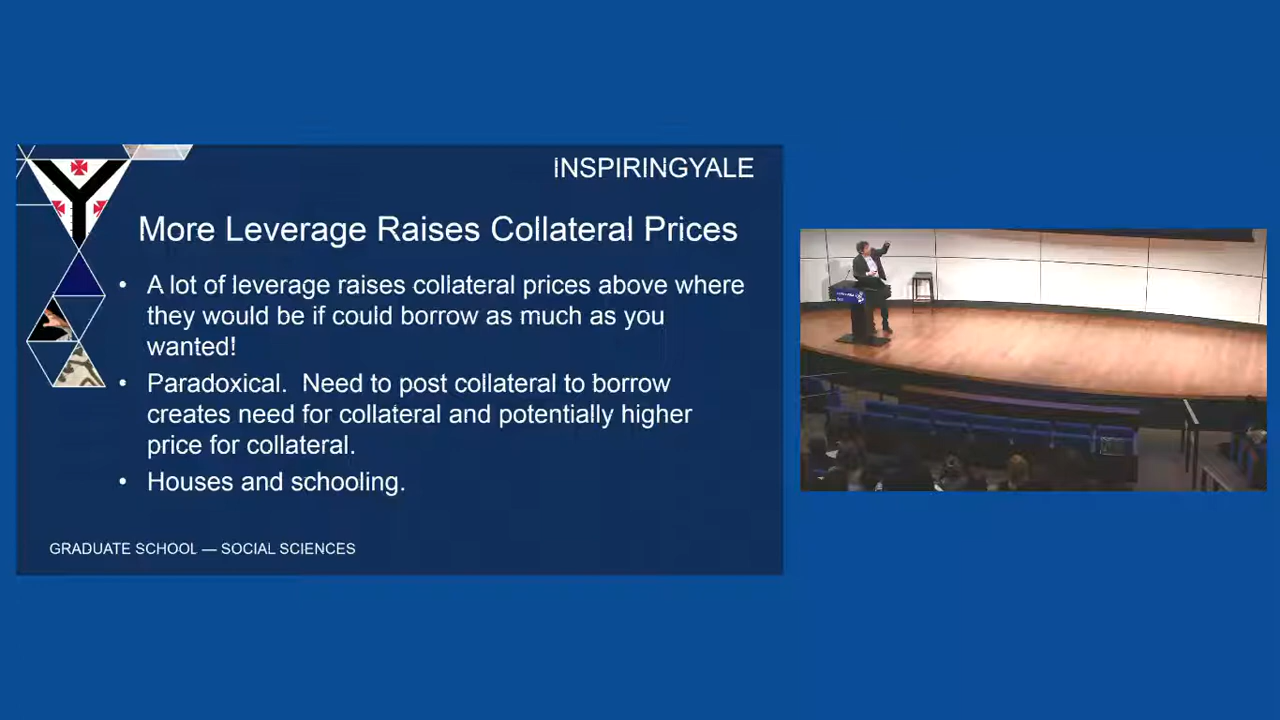 iNSPIRINGYALE
More Leverage Raises Collateral Prices
• A lot of leverage raises collateral prices above where
they would be if could borrow as much as you
wanted!
• Paradoxical.  Need to post collateral to borrow
creates need for collateral and potentially higher
price for collateral.
• Houses and schooling.
GRADUATE SCHOOL — SOCIAL SCIENCES